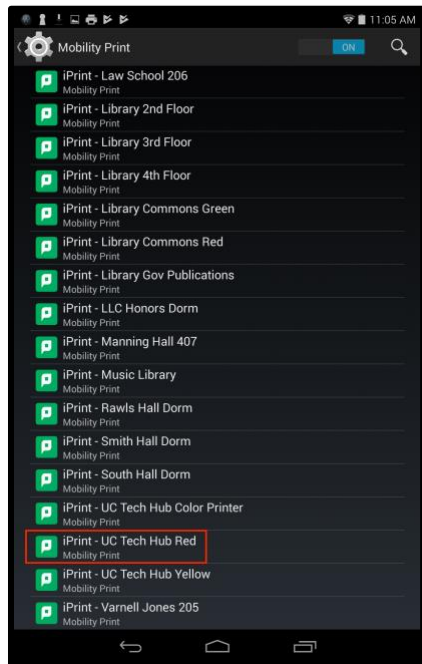 11:05 AM
Mobility Print
ON
iPrint - Law School 206
Mobility Print
iPrint - Library 2nd Floor
Mobility Print
iPrint - Library 3rd Floor
Mobility Print
iPrint - Library 4th Floor
Mobility Print
iPrint - Library Commons Green
Mobility Print
iPrint - Library Commons Red
Mobility Print
iPrint - Library Gov Publications
Mobility Print
iPrint - LLC Honors Dorm
Mobility Print
iPrint - Manning Hall 407
Mobility Print
iPrint - Music Library
Mobility Print
iPrint - Rawls Hall Dorm
Mobility Print
iPrint - Smith Hall Dorm
Mobility Print
iPrint - South Hall Dorm
Mobility Print
iPrint - UC Tech Hub Color Printer
Mobility Print
iPrint - UC Tech Hub Red
Mobility Print
iPrint - UC Tech Hub Yellow
Mobility Print
iPrint - Varnell Jones 205
Mobility Print